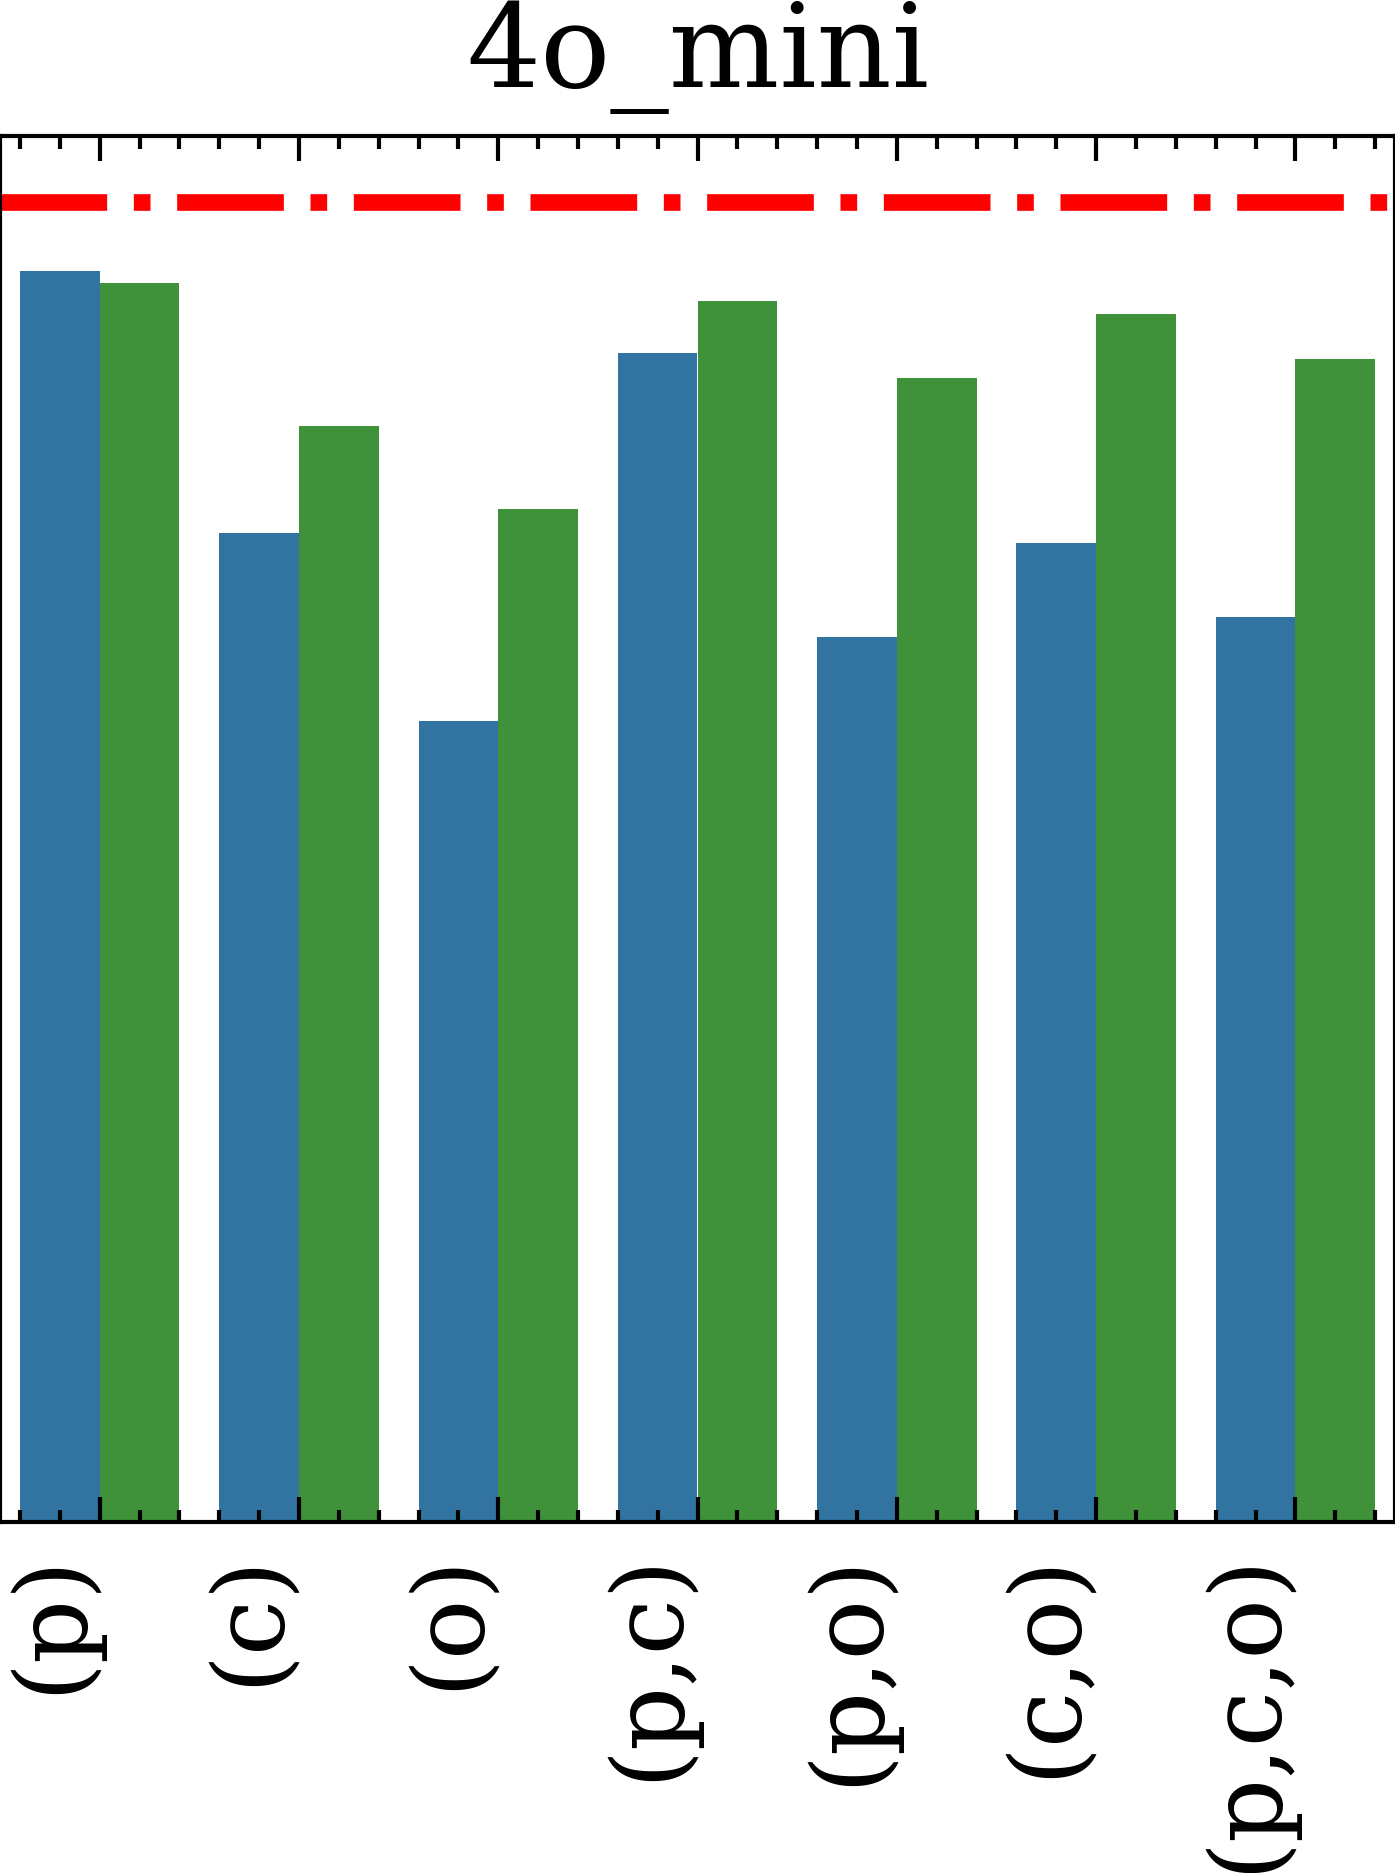 4o_mini
(p)
(c)
(o)
(p,c)
(p,o)
(c,o)
(p,c,o)